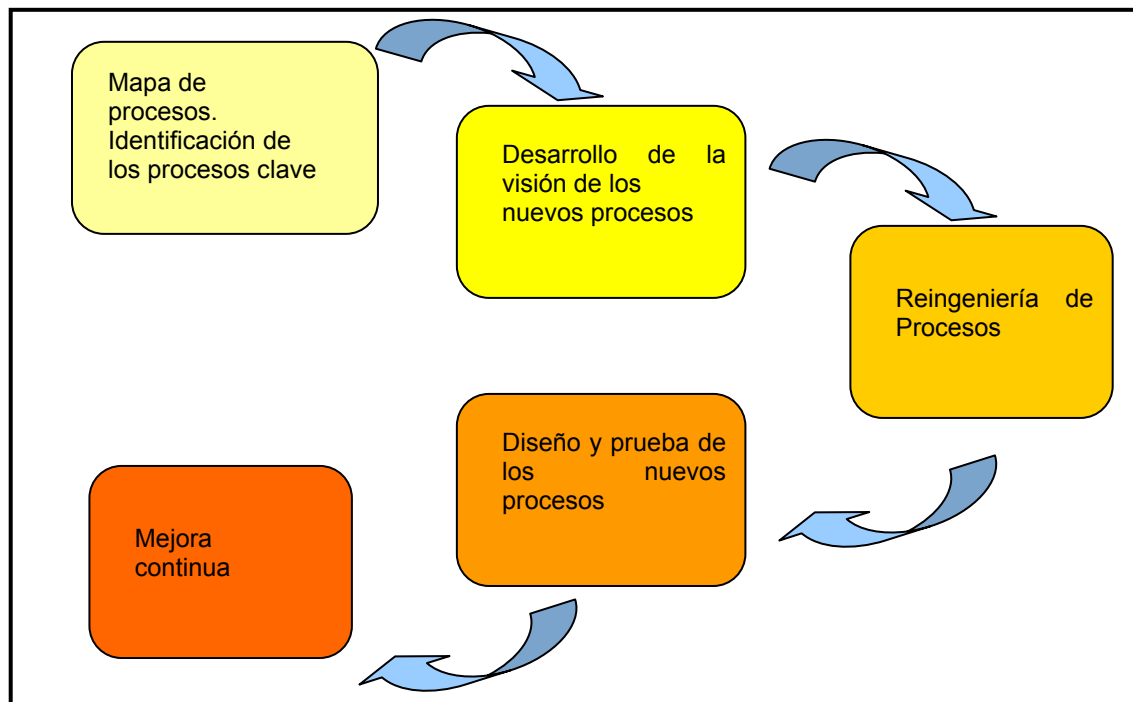 Mapa de
procesos.
Identificación de
los procesos clave
Desarrollo de la
visión de los
nuevos procesos
Reingeniería de
Procesos
Diseño y prueba de
los nuevos
procesos
Mejora
continua